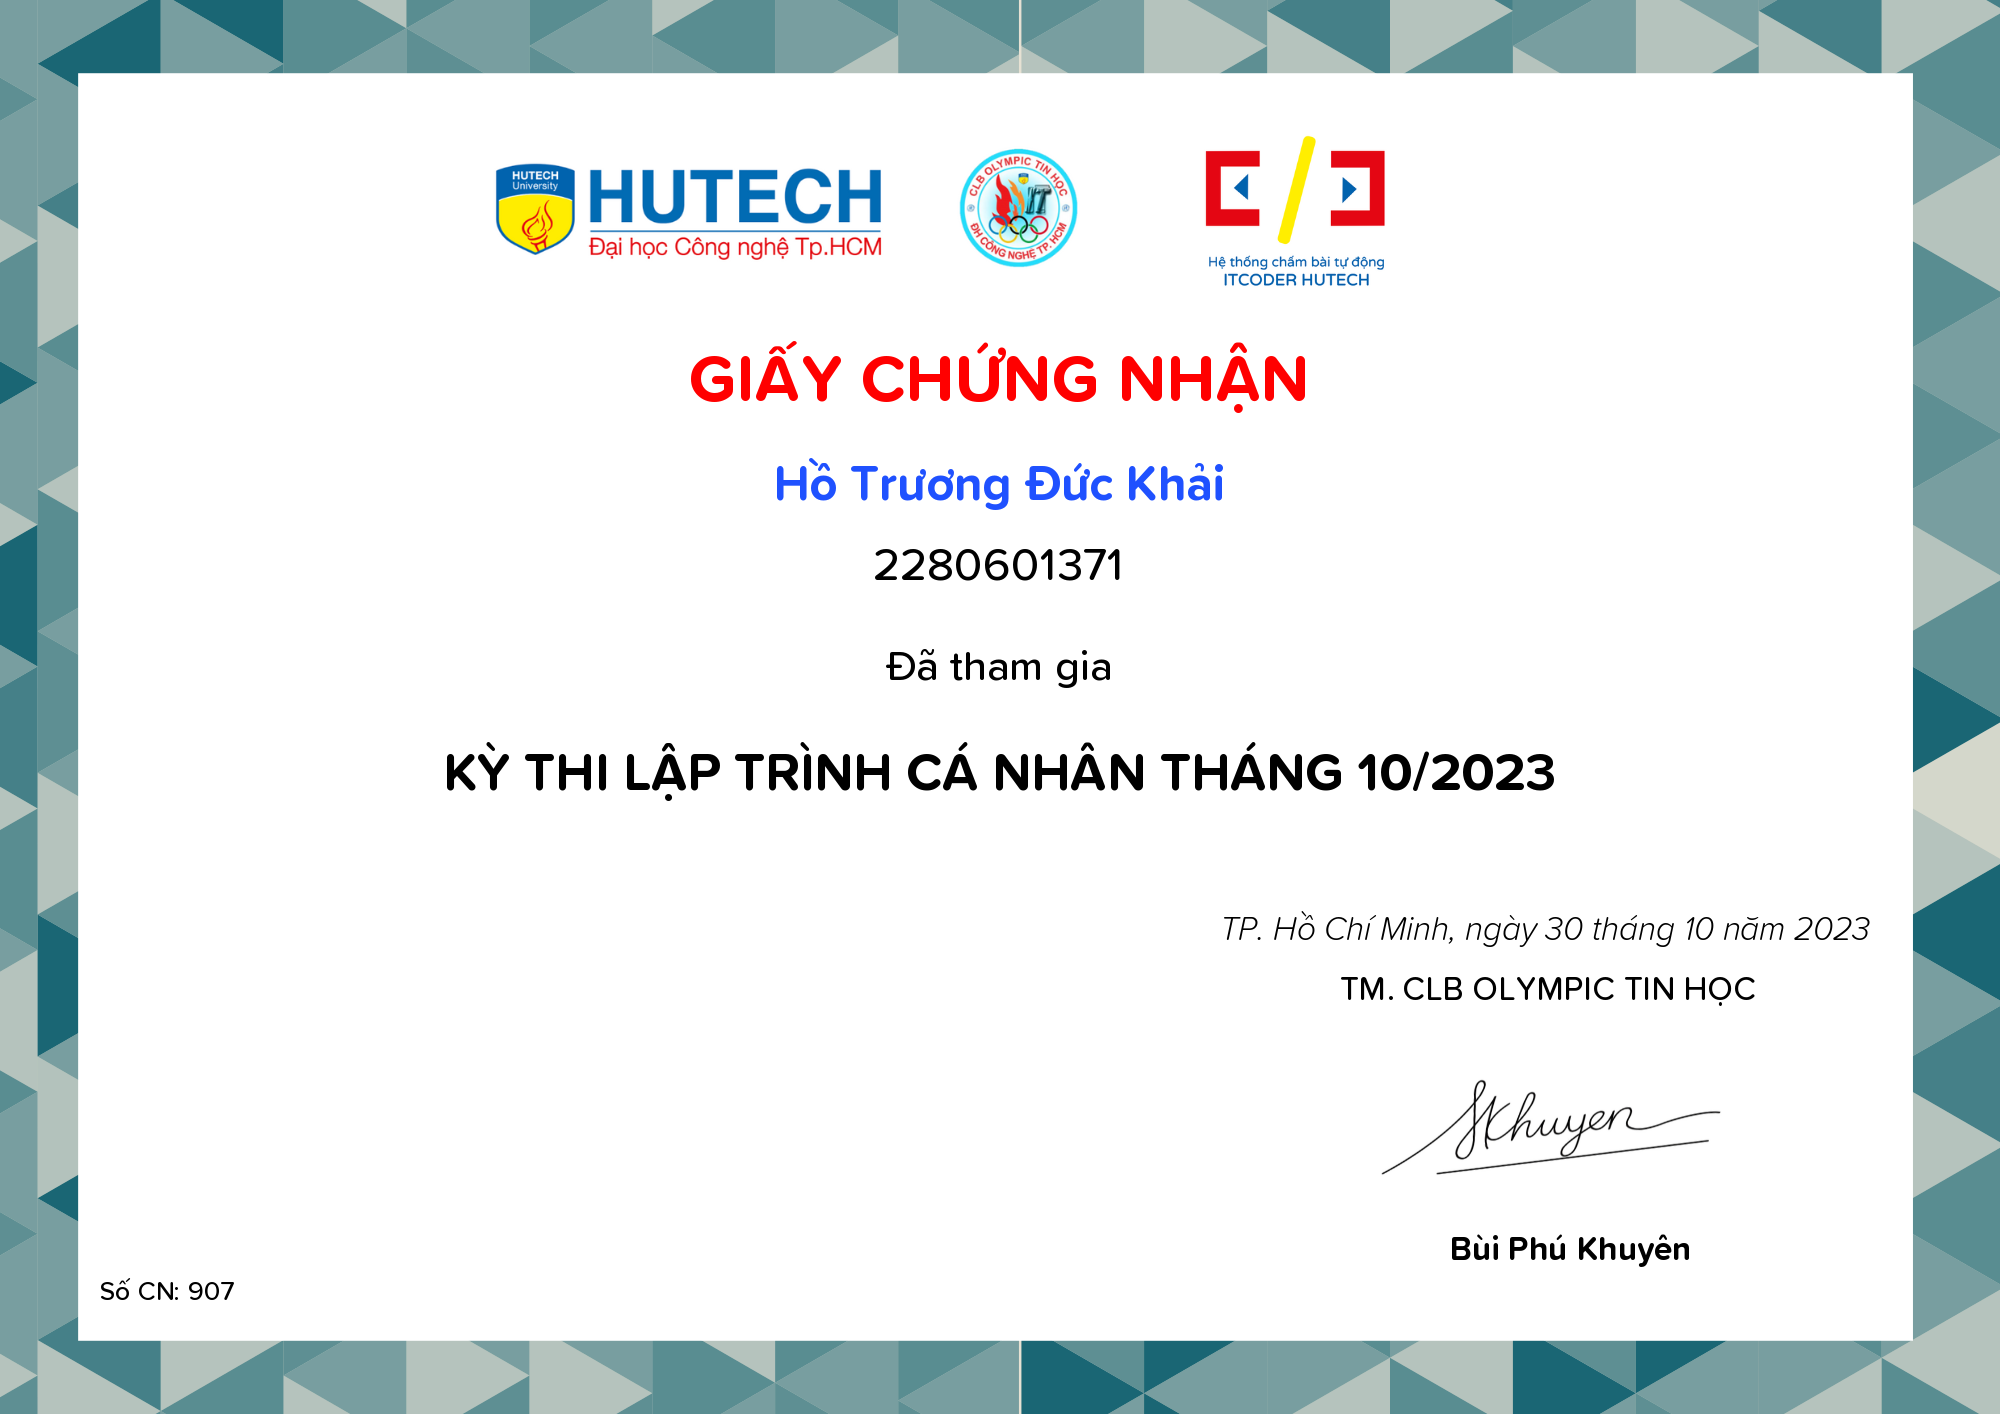 HUTECH
University
HUTECH
Đại học Công nghệ Tp.HCM
CLB OLYMPIC TIN HỌC
IT
ĐH CÔNG NGHỆ TP. HCM
Hệ thống chấm bài tự động
ITCODER HUTECH
GIẤY CHỨNG NHẬN
Hồ Trương Đức Khải
2280601371
Đã tham gia
KỲ THI LẬP TRÌNH CÁ NHÂN THÁNG 10/2023
TP. Hồ Chí Minh, ngày 30 tháng 10 năm 2023
TM. CLB OLYMPIC TIN HỌC
Khuyen
Bùi Phú Khuyên
Số CN: 907